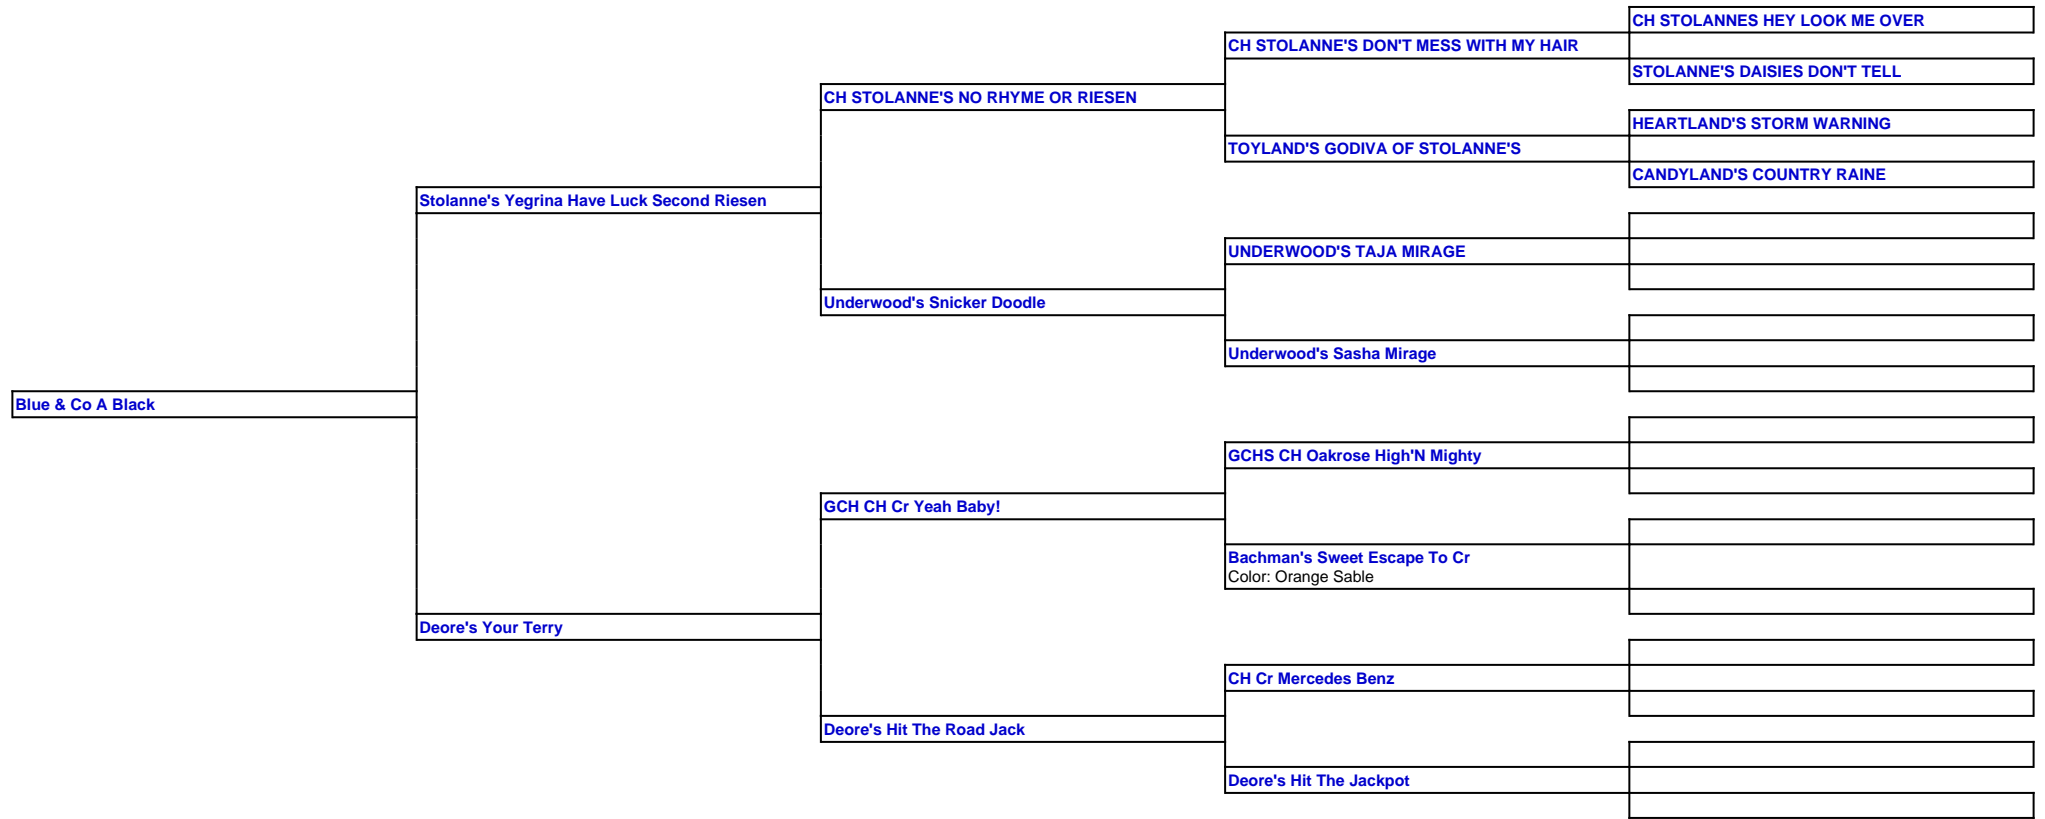 CH STOLANNES HEY LOOK ME OVER
CH STOLANNE'S DON'T MESS WITH MY HAIR
STOLANNE'S DAISIES DON'T TELL
CH STOLANNE'S NO RHYME OR RIESEN
HEARTLAND'S STORM WARNING
TOYLAND'S GODIVA OF STOLANNE'S
CANDYLAND'S COUNTRY RAINE
Stolanne's Yegrina Have Luck Second Riesen
UNDERWOOD'S TAJA MIRAGE
Underwood's Snicker Doodle
Underwood's Sasha Mirage
Blue & Co A Black
GCHS CH Oakrose High'N Mighty
GCH CH Cr Yeah Baby!
Bachman's Sweet Escape To Cr
Color: Orange Sable
Deore's Your Terry
CH Cr Mercedes Benz
Deore's Hit The Road Jack
Deore's Hit The Jackpot